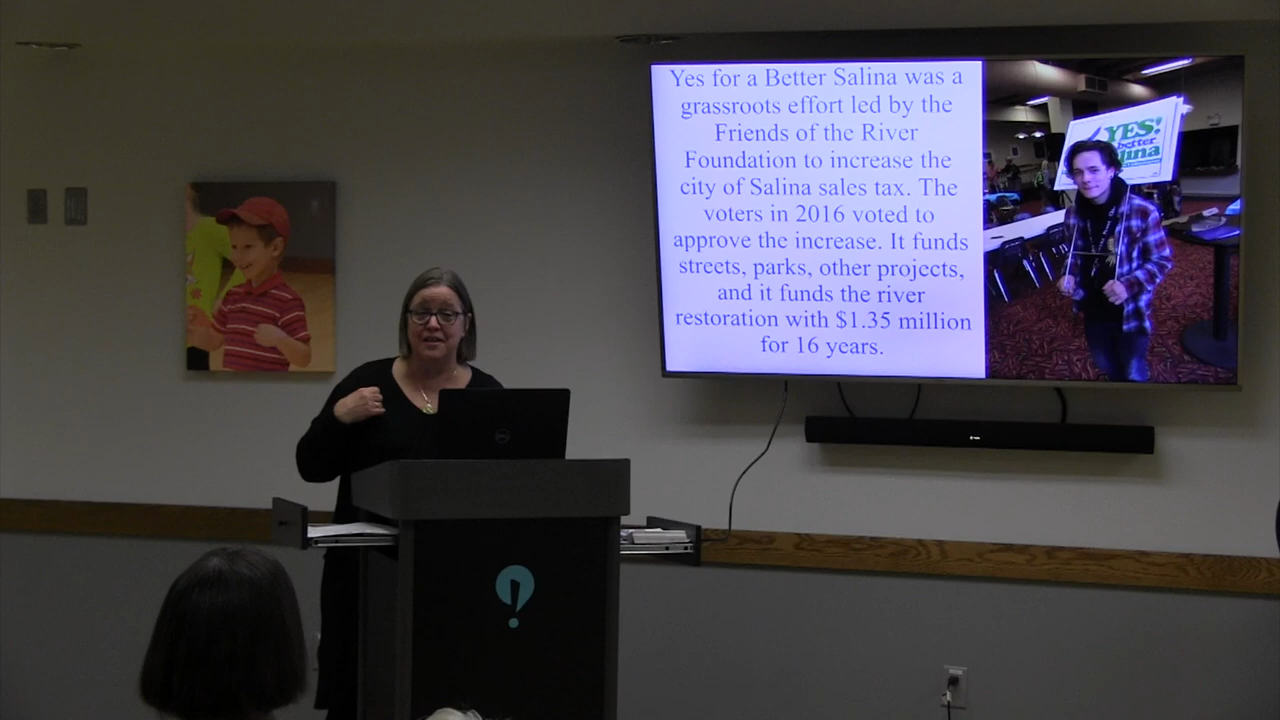 Yes for a Better Salina was a
grassroots effort led by the
Friends of the River
Foundation to increase the
city of Salina sales tax. The
voters in 2016 voted to
approve the increase. It funds
streets, parks, other projects,
and it funds the river
restoration with $1.35 million
for 16 years.
YES!
better
lina